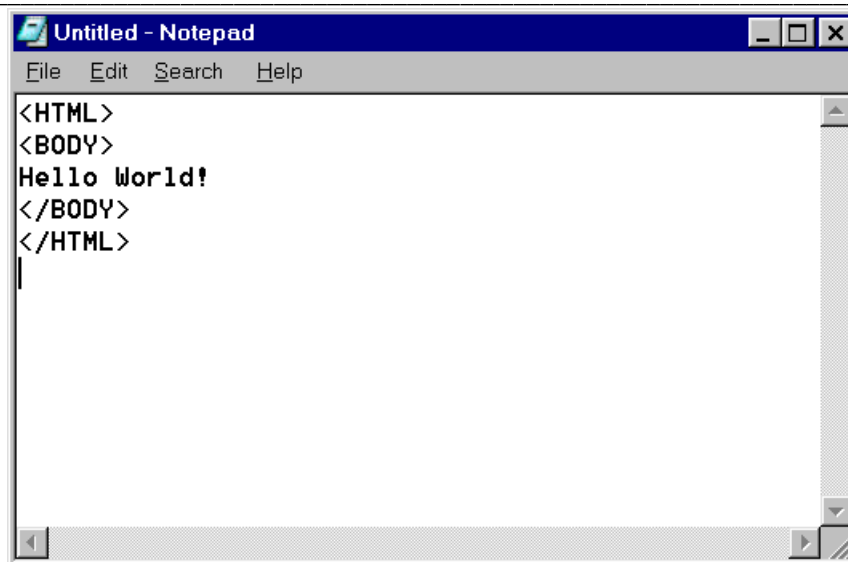 Untitled - Notepad
File Edit Search Help
<HTML>
<BODY>
Hello World!
</BODY>
</HTML>